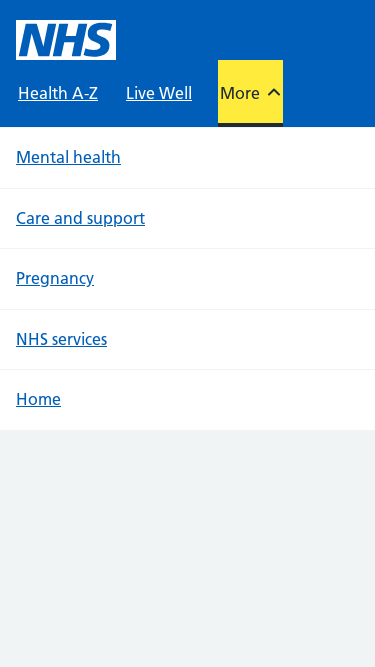 NHS
Health A-Z Live Well More
Mental health
Care and support
Pregnancy
NHS services
Home